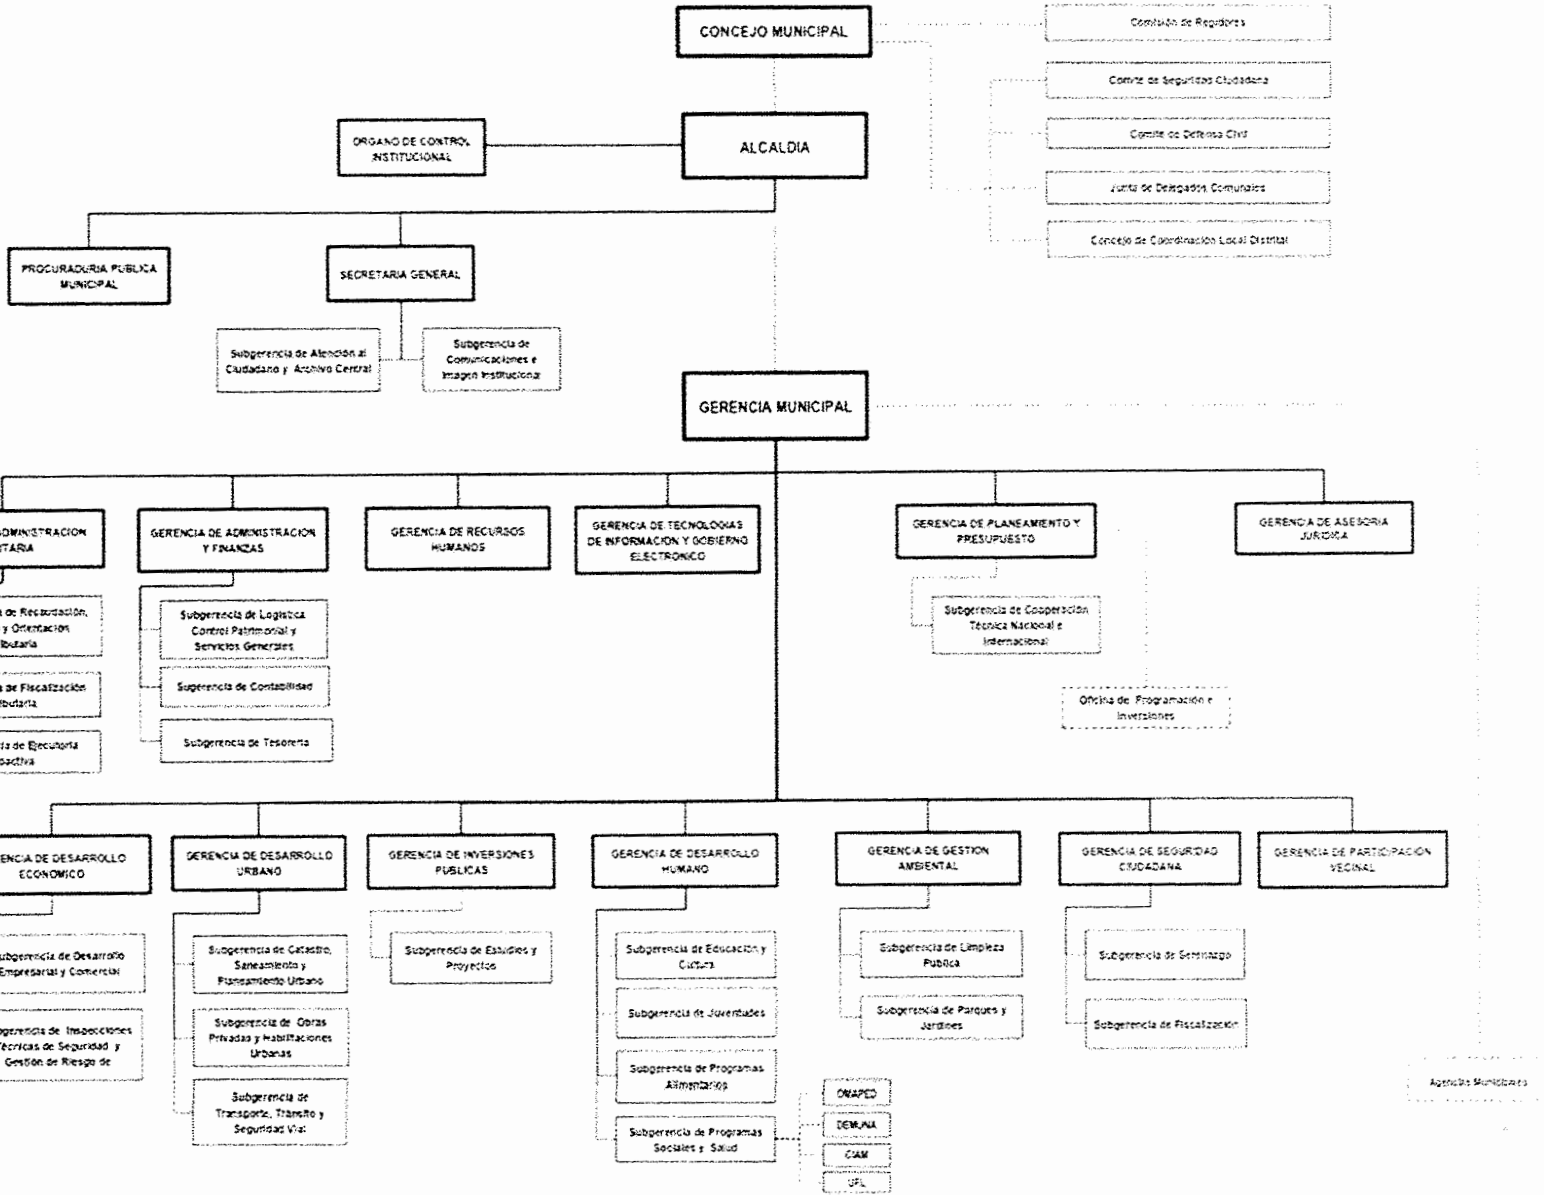 CONCEJO MUNICIPAL
Comisión de Regidores
Comité de Seguridad Ciudadana
Comité de Defensa Civil
Junta de Delegados Comunales
Concejo de Coordinación Local Distrital
ORGANO DE CONTROL
INSTITUCIONAL
ALCALDIA
PROCURADURIA PUBLICA
MUNICIPAL
SECRETARIA GENERAL
Subgerencia de Atención al
Ciudadano y Archivo Central
Subgerencia de
Comunicaciones e
Imagen Institucional
GERENCIA MUNICIPAL
ADMINISTRACION
TARIA
GERENCIA DE ADMINISTRACION
Y FINANZAS
GERENCIA DE RECURSOS
HUMANOS
GERENCIA DE TECNOLOGIAS
DE INFORMACION Y GOBIERNO
ELECTRONICO
GERENCIA DE PLANEAMIENTO Y
PRESUPUESTO
GERENCIA DE ASESORIA
JURIDICA
de Recaudación,
y Orientación
ibutaria
de Fiscalización
butaria
ia de Ejecutoria
oactiva
Subgerencia de Logística
Control Patrimonial y
Servicios Generales
Sugerencia de Contabilidad
Subgerencia de Tesorería
Subgerencia de Cooperación
Técnica Nacional e
Internacional
Oficina de Programación e
Inversiones
ENCIA DE DESARROLLO
ECONOMICO
GERENCIA DE DESARROLLO
URBANO
GERENCIA DE INVERSIONES
PUBLICAS
GERENCIA DE DESARROLLO
HUMANO
GERENCIA DE GESTION
AMBIENTAL
GERENCIA DE SEGURIDAD
CIUDADANA
GERENCIA DE PARTICIPACION
VECINAL
ubgerencia de Desarrollo
Empresarial y Comercial
bgerencia de Inspecciones
Técnicas de Seguridad y
Gestión de Riesgo de
Subgerencia de Catastro,
Saneamiento y
Planeamiento Urbano
Subgerencia de Obras
Privadas y Habilitaciones
Urbanas
Subgerencia de
Transporte, Tránsito y
Seguridad Vial
Subgerencia de Estudios y
Proyectos
Subgerencia de Educación y
Cultura
Subgerencia de Juventudes
Subgerencia de Programas
Alimentarios
Subgerencia de Programas
Sociales y Salud
OMAPED
DEMUNA
CIAM
UFL
Subgerencia de Limpieza
Pública
Subgerencia de Parques y
Jardines
Subgerencia de Serenazgo
Subgerencia de Fiscalización
Agencias Municipales